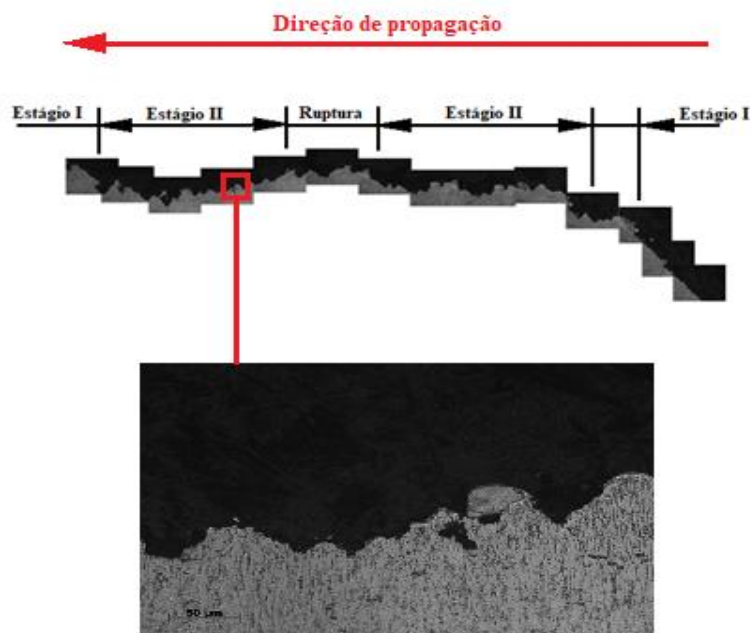 Direção de propagação
Estágio I
Estágio II
Ruptura
Estágio II
Estágio I
50 µm